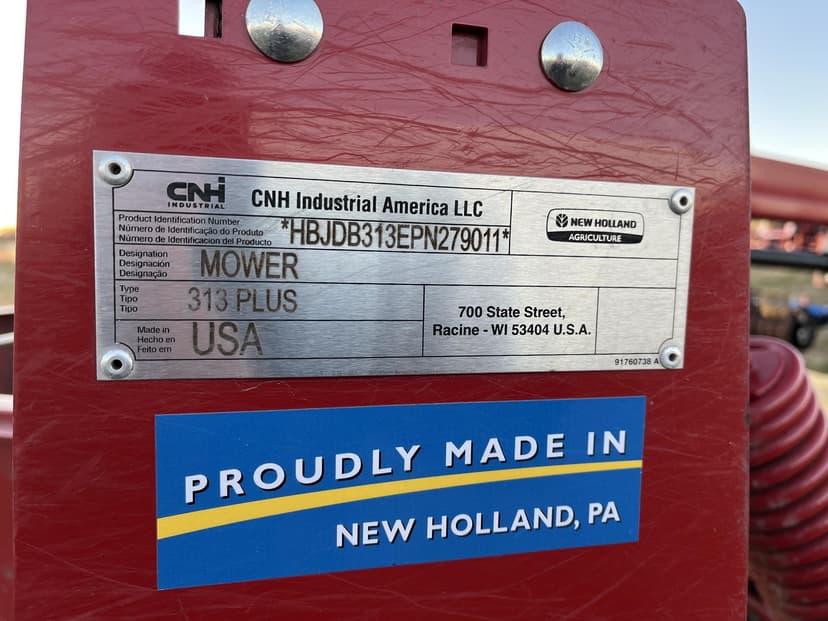 CNH
INDUSTRIAL
CNH Industrial America LLC
Product Identification Number
Número de Identificação do Produto
Número de Identificacion del Producto
*HBJDB313EPN279011*
NEW HOLLAND
AGRICULTURE
Designation
Designación
Designação
MOWER
Type
Tipo
Tipo
313 PLUS
700 State Street,
Racine - WI 53404 U.S.A.
Made in
Hecho en
Feito em
USA
91760738 A
PROUDLY MADE IN
NEW HOLLAND, PA